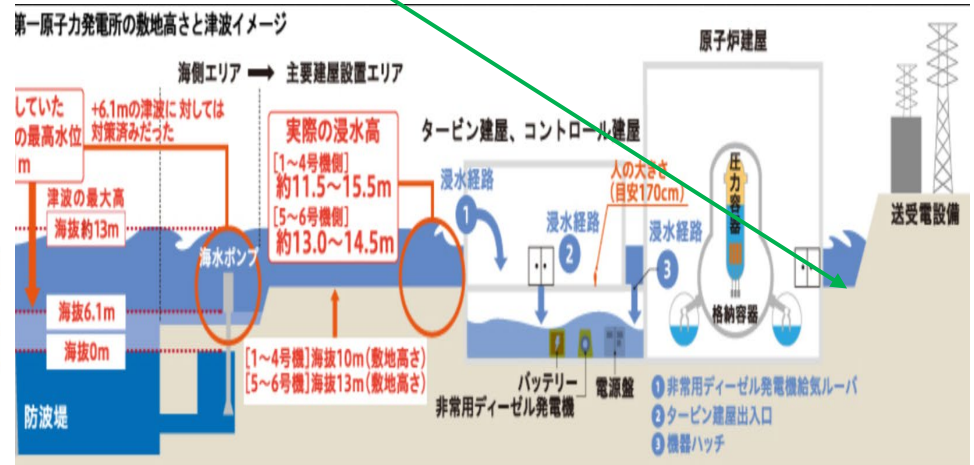 第一原子力発電所の敷地高さと津波イメージ
海側エリア ➡ 主要建屋設置エリア
していた
の最高水位
m
+6.1mの津波に対しては
対策済みだった
津波の最大高
海抜約13m
海水ポンプ
海抜6.1m
海抜0m
防波堤
実際の浸水高
[1〜4号機側]
約11.5〜15.5m
[5〜6号機側]
約13.0〜14.5m
[1〜4号機]海抜10m(敷地高さ)
[5〜6号機]海抜13m(敷地高さ)
タービン建屋、コントロール建屋
浸水経路
1
浸水経路
2
人の大きさ
(目安170cm)
浸水経路
3
バッテリー
非常用ディーゼル発電機
電源盤
原子炉建屋
圧力容器
格納容器
送受電設備
1 非常用ディーゼル発電機給気ルーバ
2 タービン建屋出入口
3 機器ハッチ